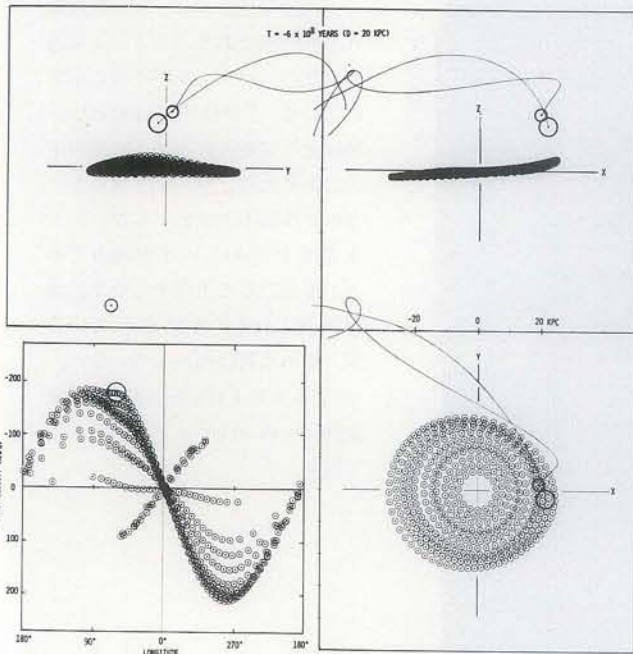 T = -6 x 10⁸ YEARS (D = 20 KPC)
Z
Z
Y
X
-20 0 20 KPC
-200
-100
0
100
200
180° 90° 0° 270° 180°
LONGITUDE
Y
X